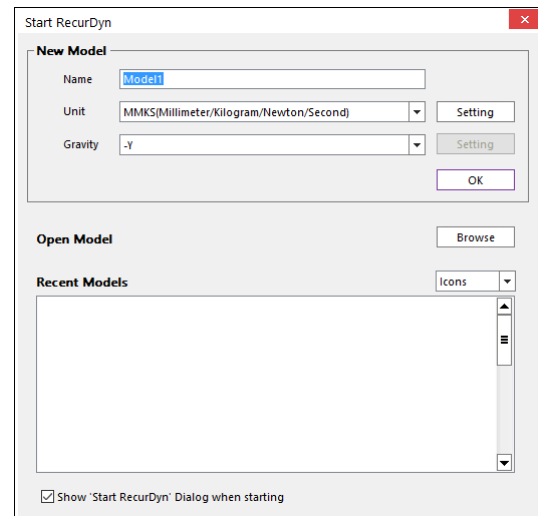 Start RecurDyn
New Model
Name Model1
Unit MMKS(Millimeter/Kilogram/Newton/Second) Setting
Gravity -Y Setting
OK
Open Model Browse
Recent Models Icons
Show 'Start RecurDyn' Dialog when starting